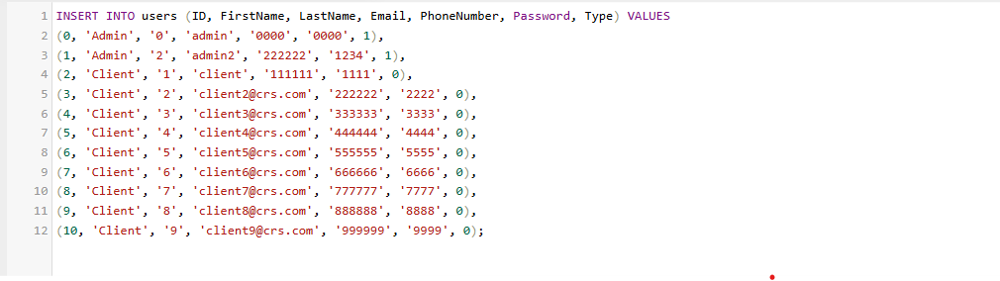 1 INSERT INTO users (ID, FirstName, LastName, Email, PhoneNumber, Password, Type) VALUES
2 (0, 'Admin', '0', 'admin', '0000', '0000', 1),
3 (1, 'Admin', '2', 'admin2', '222222', '1234', 1),
4 (2, 'Client', '1', 'client', '111111', '1111', 0),
5 (3, 'Client', '2', 'client2@crs.com', '222222', '2222', 0),
6 (4, 'Client', '3', 'client3@crs.com', '333333', '3333', 0),
7 (5, 'Client', '4', 'client4@crs.com', '444444', '4444', 0),
8 (6, 'Client', '5', 'client5@crs.com', '555555', '5555', 0),
9 (7, 'Client', '6', 'client6@crs.com', '666666', '6666', 0),
10 (8, 'Client', '7', 'client7@crs.com', '777777', '7777', 0),
11 (9, 'Client', '8', 'client8@crs.com', '888888', '8888', 0),
12 (10, 'Client', '9', 'client9@crs.com', '999999', '9999', 0);